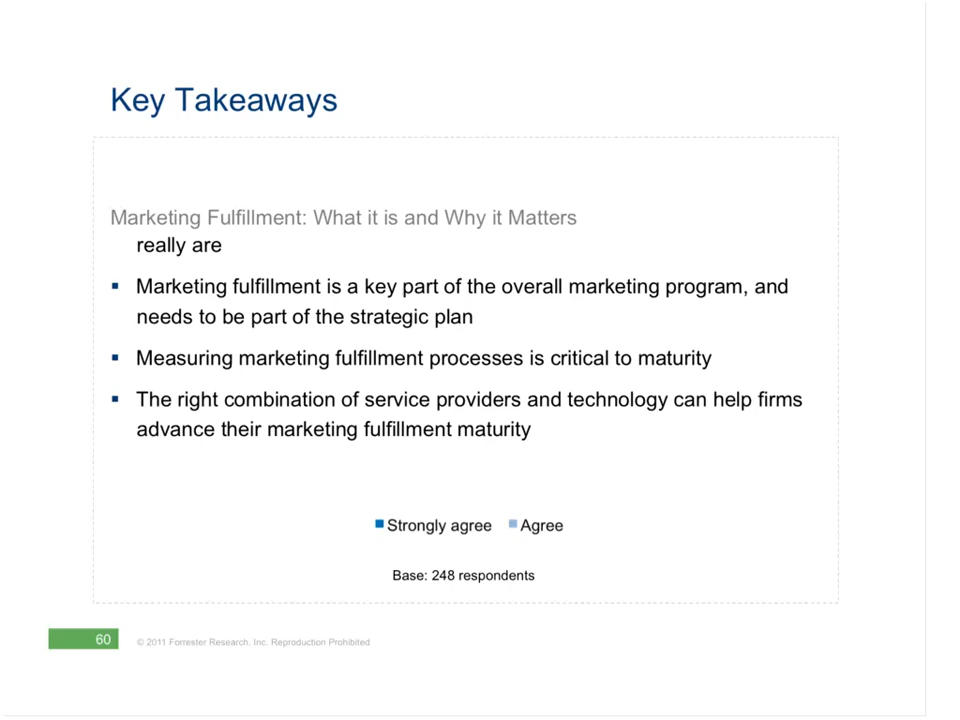 Key Takeaways
Marketing Fulfillment: What it is and Why it Matters
really are
▪ Marketing fulfillment is a key part of the overall marketing program, and
needs to be part of the strategic plan
▪ Measuring marketing fulfillment processes is critical to maturity
▪ The right combination of service providers and technology can help firms
advance their marketing fulfillment maturity
Strongly agree Agree
Base: 248 respondents
60 © 2011 Forrester Research. Inc. Reproduction Prohibited